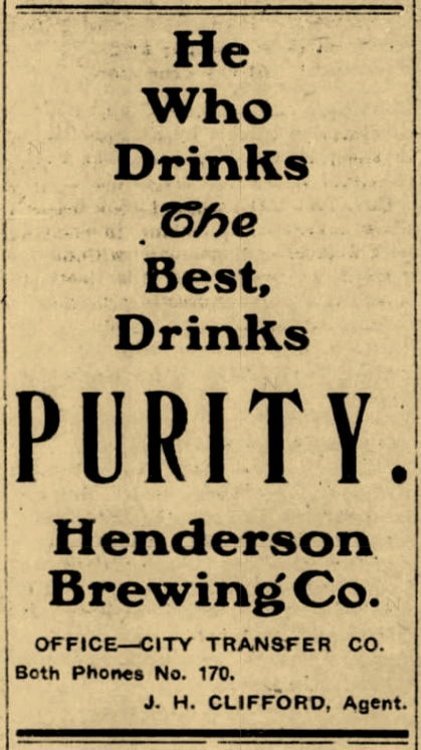 He
Who
Drinks
The
Best,
Drinks
PURITY.
Henderson
Brewing Co.
OFFICE—CITY TRANSFER CO.
Both Phones No. 170.
J. H. CLIFFORD, Agent.